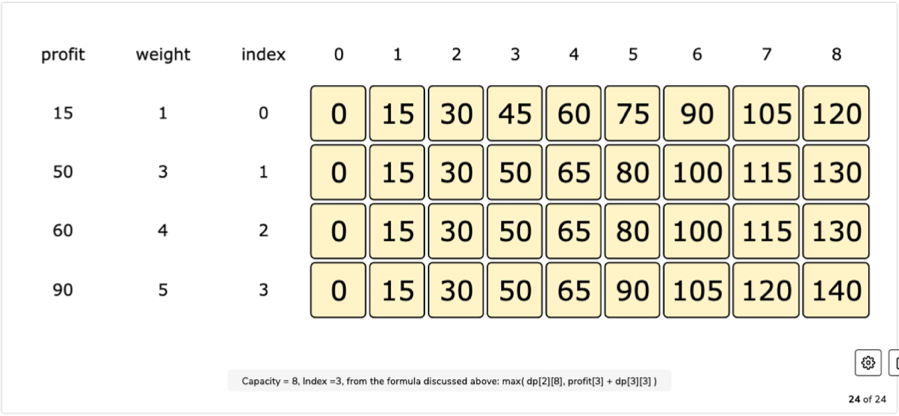 profit weight index 0 1 2 3 4 5 6 7 8
15 1 0 0 15 30 45 60 75 90 105 120
50 3 1 0 15 30 50 65 80 100 115 130
60 4 2 0 15 30 50 65 80 100 115 130
90 5 3 0 15 30 50 65 90 105 120 140
Capacity = 8, Index =3, from the formula discussed above: max( dp[2][8], profit[3] + dp[3][3] )
24 of 24